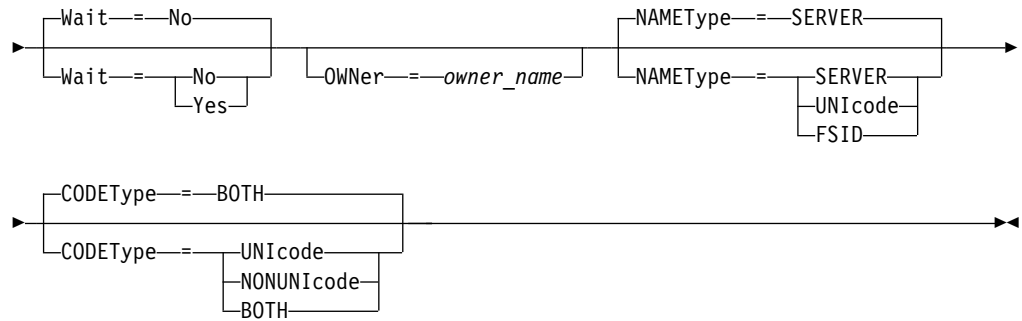 Wait = No NAMEType = SERVER
Wait = No OWNer = owner_name NAMEType = SERVER
Yes UNIcode
FSID
CODEType = BOTH
CODEType = UNIcode
NONUNIcode
BOTH